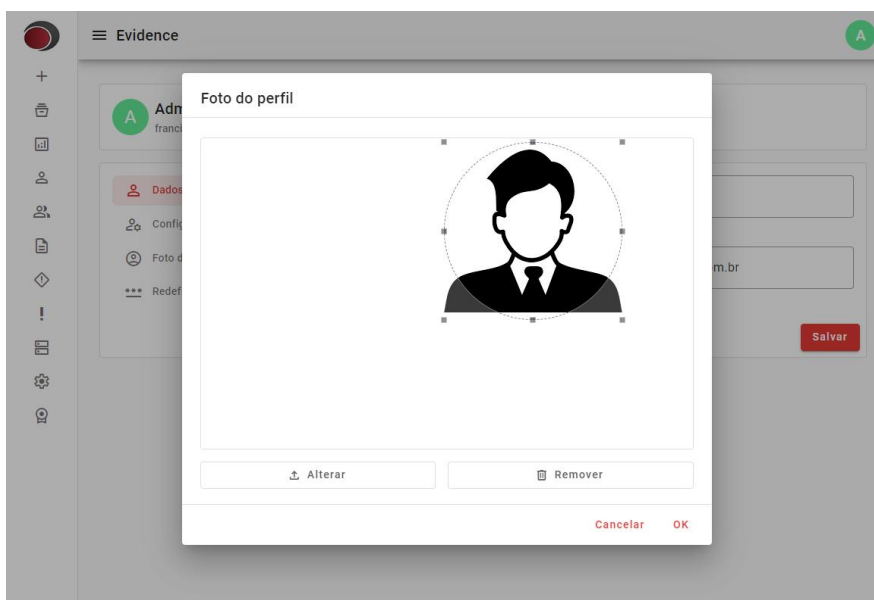 Evidence
A
Foto do perfil
A
Adm
franci
Dados
Config
Foto d
m.br
*** Redef
Salvar
Alterar
Remover
Cancelar
OK